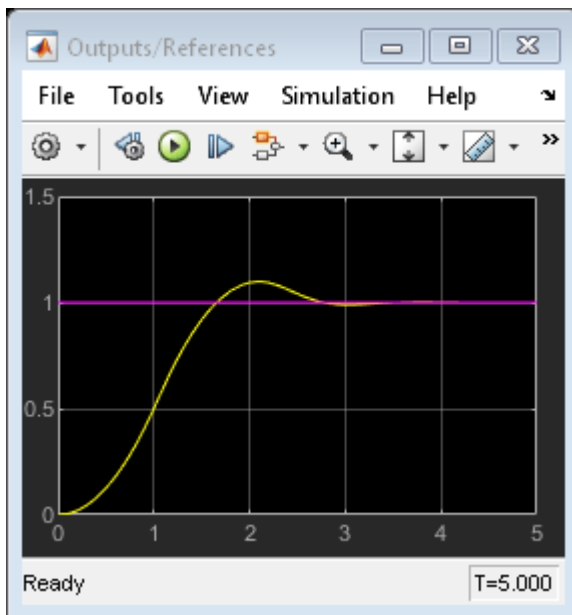 Outputs/References
File Tools View Simulation Help
1.5
1
0.5
0
0 1 2 3 4 5
Ready T=5.000